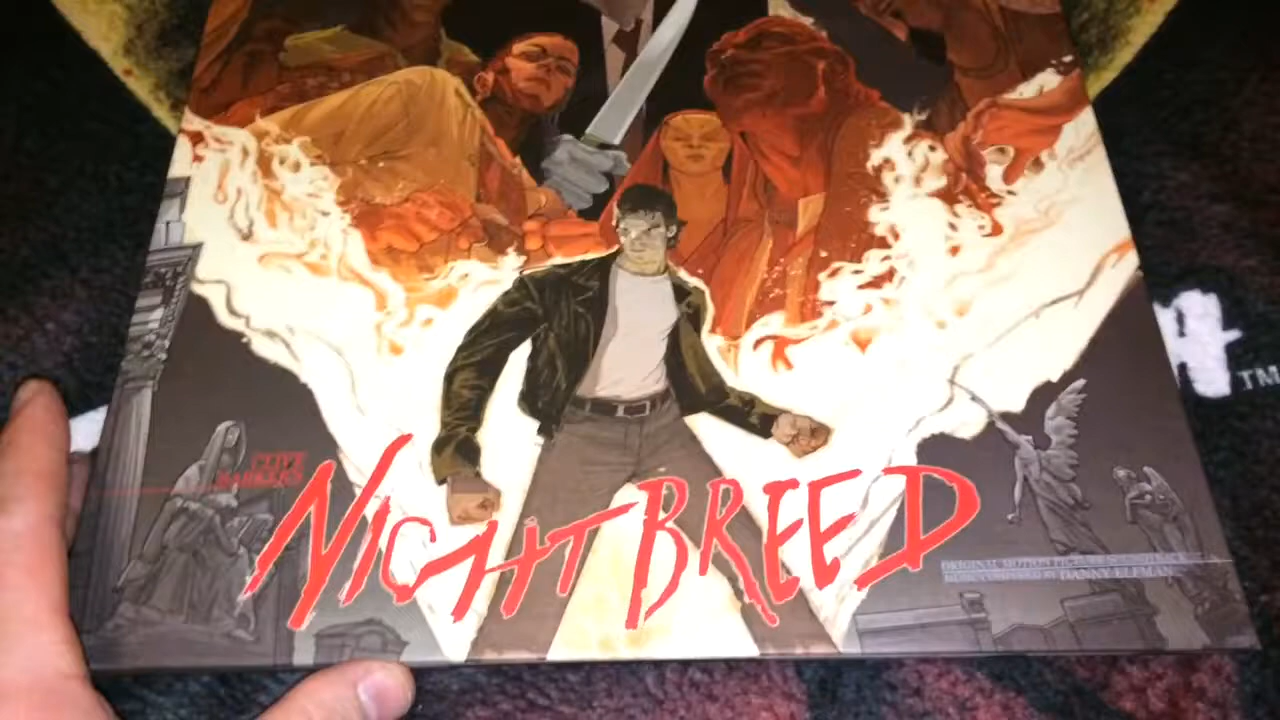 CLIVE
BARKER'S
NIGHTBREED
ORIGINAL MOTION PICTURE SOUNDTRACK
MUSIC COMPOSED BY DANNY ELFMAN
TM